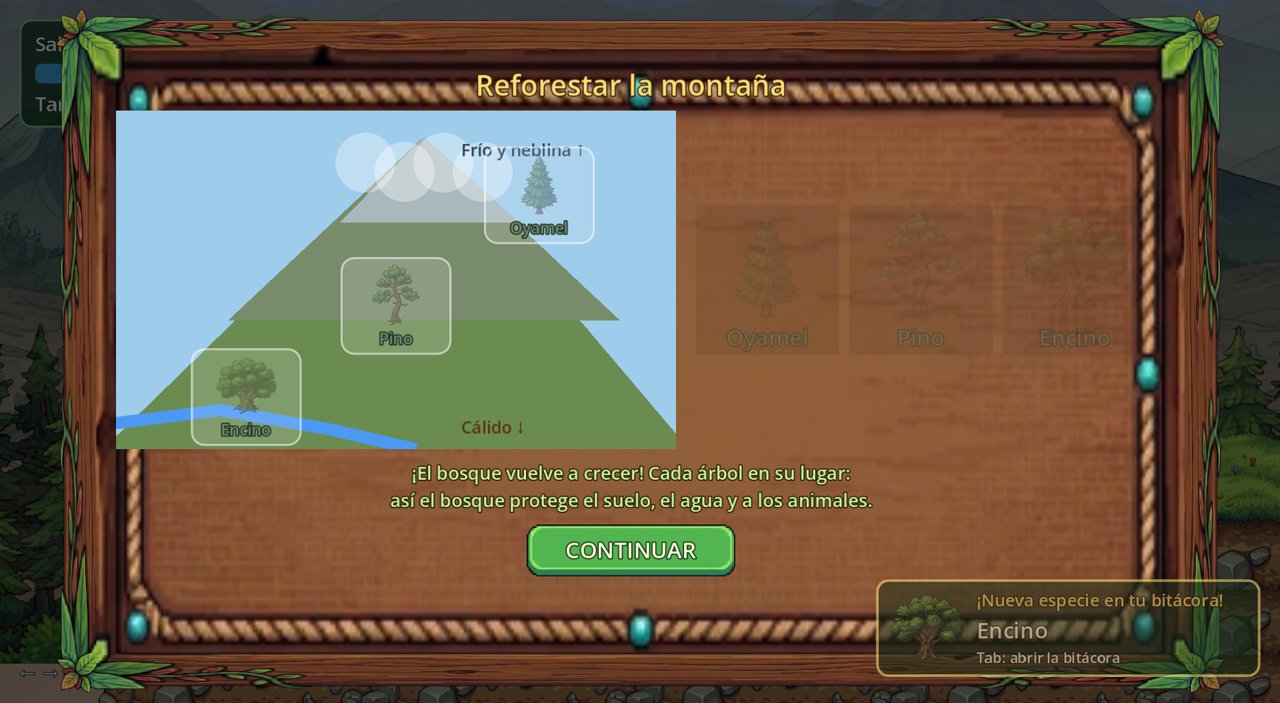 Reforestar la montaña
Frío y neblina ↑
Oyamel
Pino
Encino
Cálido ↓
Oyamel
Pino
Encino
¡El bosque vuelve a crecer! Cada árbol en su lugar:
así el bosque protege el suelo, el agua y a los animales.
CONTINUAR
¡Nueva especie en tu bitácora!
Encino
Tab: abrir la bitácora
← →